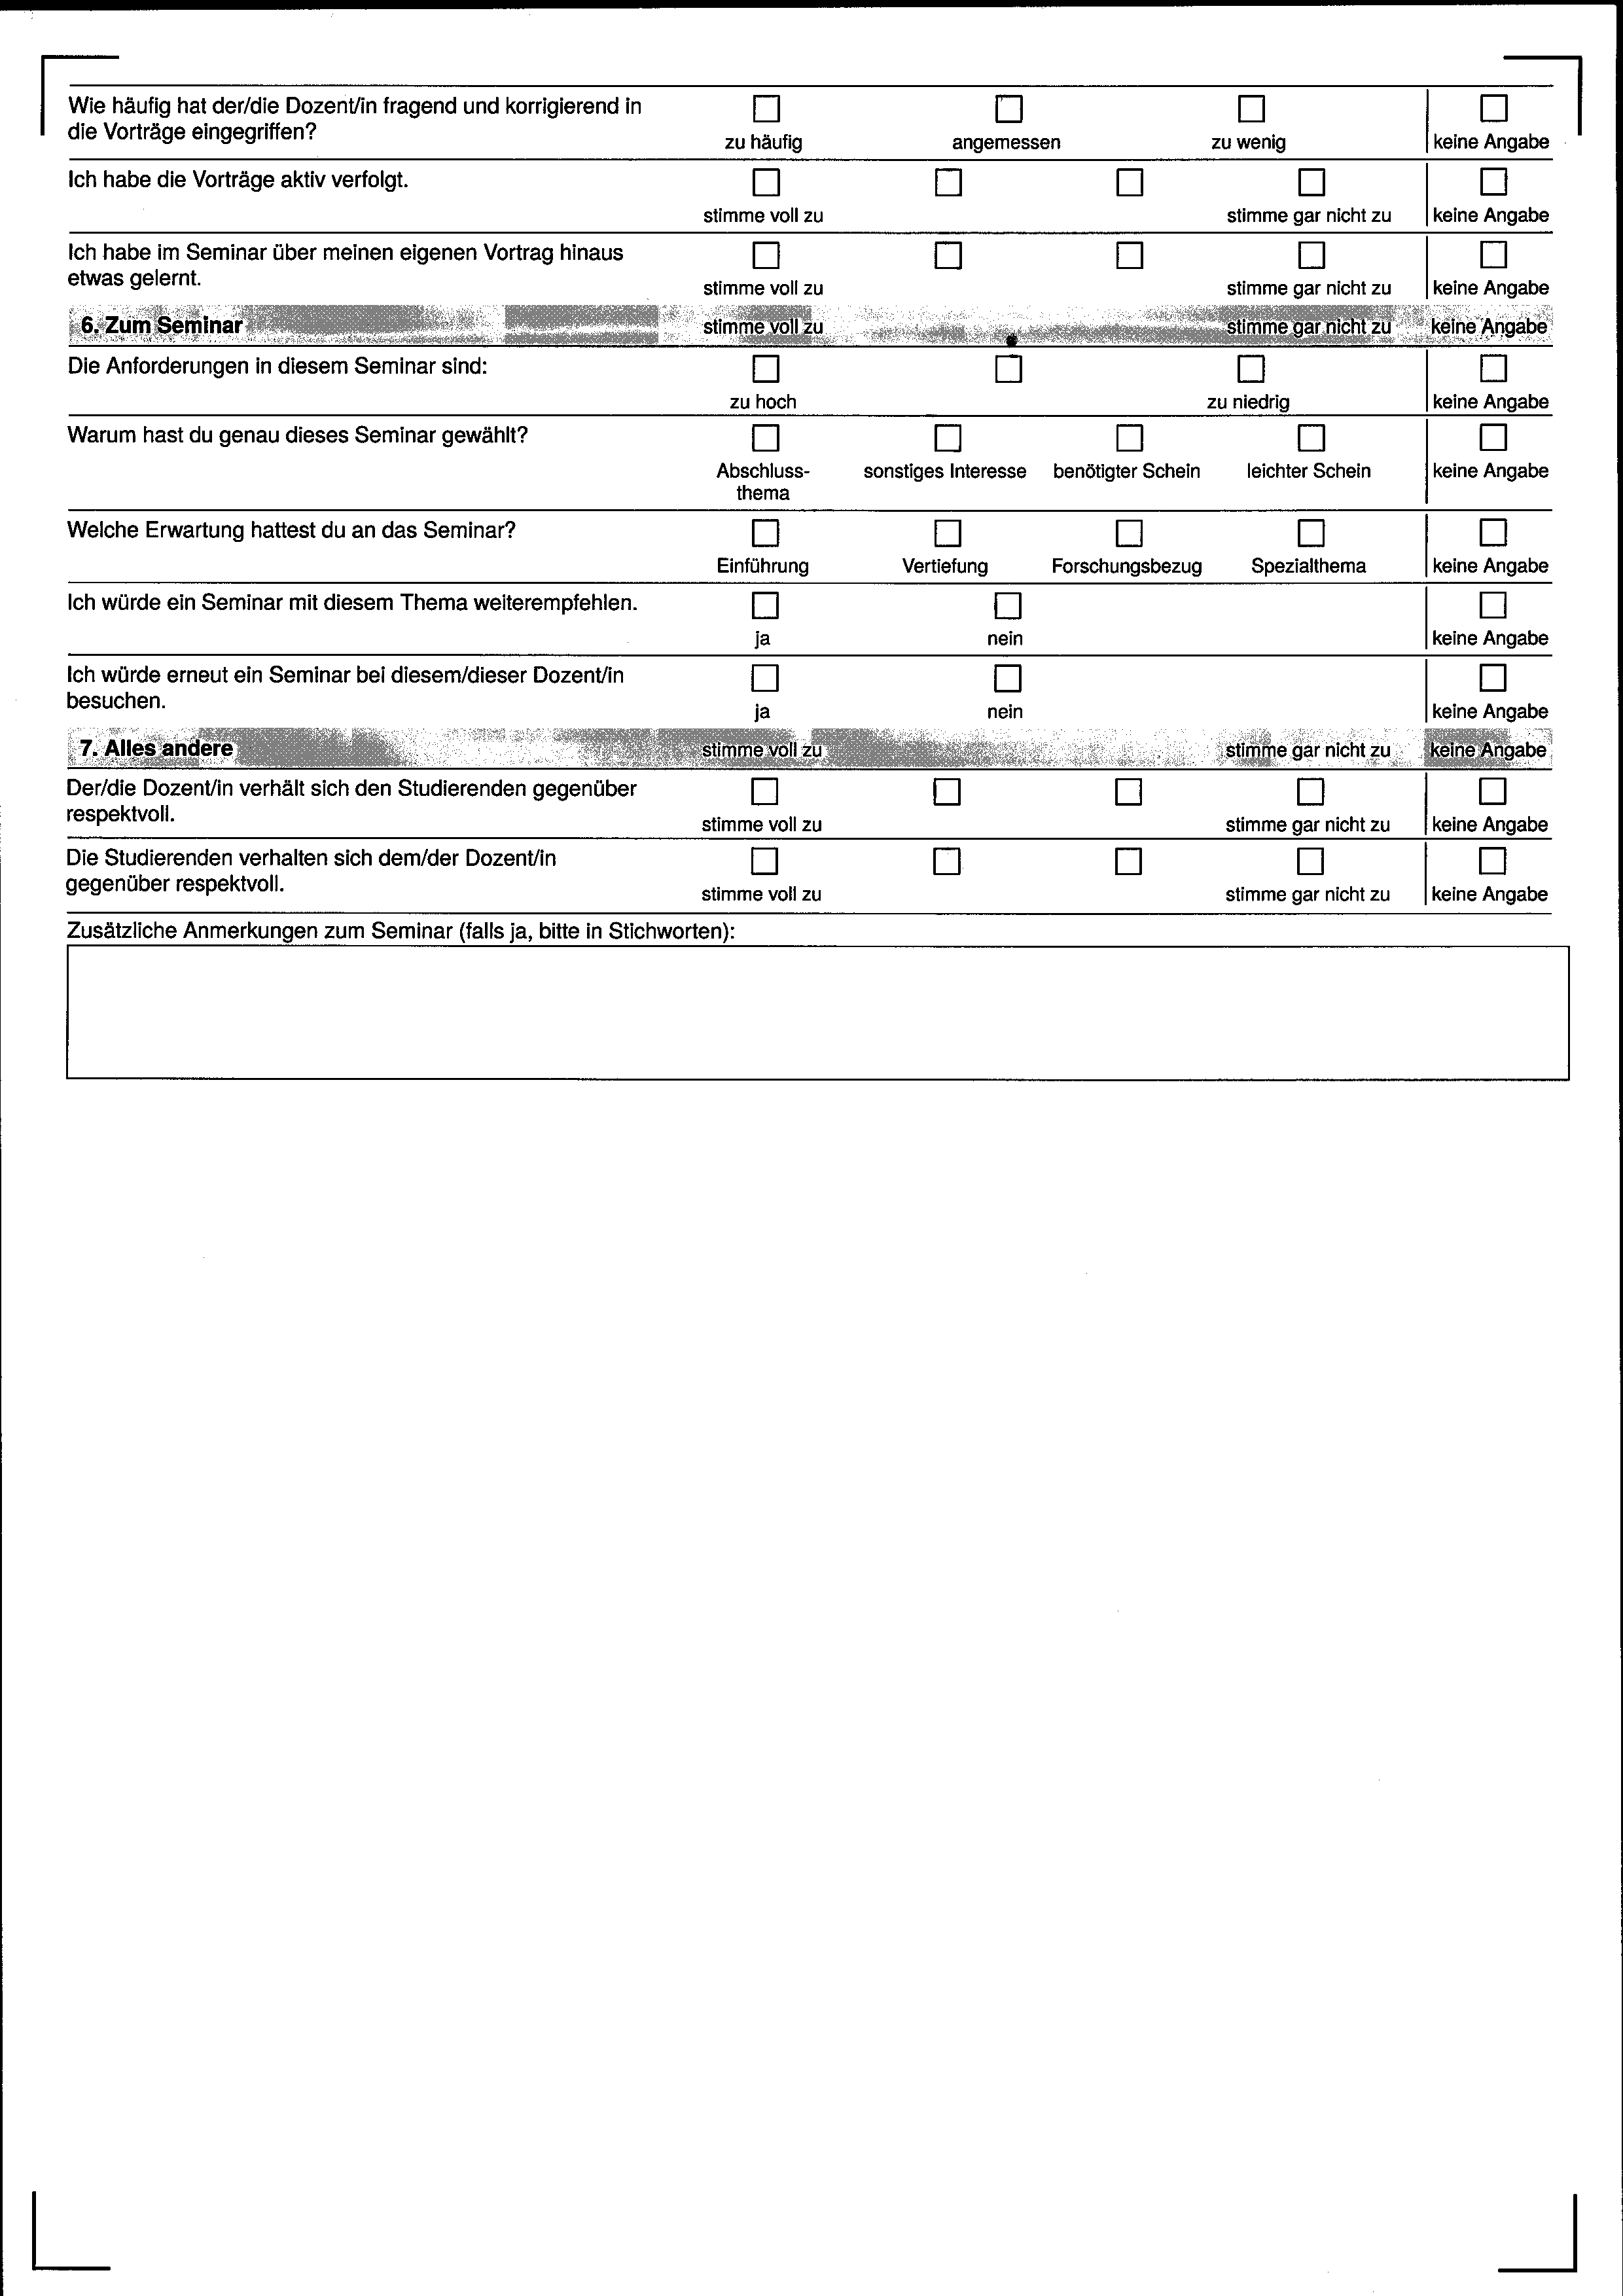 Wie häufig hat der/die Dozent/in fragend und korrigierend in
die Vorträge eingegriffen?
zu häufig angemessen zu wenig keine Angabe
Ich habe die Vorträge aktiv verfolgt.
stimme voll zu stimme gar nicht zu keine Angabe
Ich habe im Seminar über meinen eigenen Vortrag hinaus
etwas gelernt.
stimme voll zu stimme gar nicht zu keine Angabe
6. Zum Seminar stimme voll zu stimme gar nicht zu keine Angabe
Die Anforderungen in diesem Seminar sind:
zu hoch zu niedrig keine Angabe
Warum hast du genau dieses Seminar gewählt?
Abschluss- sonstiges Interesse benötigter Schein leichter Schein keine Angabe
thema
Welche Erwartung hattest du an das Seminar?
Einführung Vertiefung Forschungsbezug Spezialthema keine Angabe
Ich würde ein Seminar mit diesem Thema weiterempfehlen.
ja nein keine Angabe
Ich würde erneut ein Seminar bei diesem/dieser Dozent/in
besuchen.
ja nein keine Angabe
7. Alles andere stimme voll zu stimme gar nicht zu keine Angabe
Der/die Dozent/in verhält sich den Studierenden gegenüber
respektvoll.
stimme voll zu stimme gar nicht zu keine Angabe
Die Studierenden verhalten sich dem/der Dozent/in
gegenüber respektvoll.
stimme voll zu stimme gar nicht zu keine Angabe
Zusätzliche Anmerkungen zum Seminar (falls ja, bitte in Stichworten):